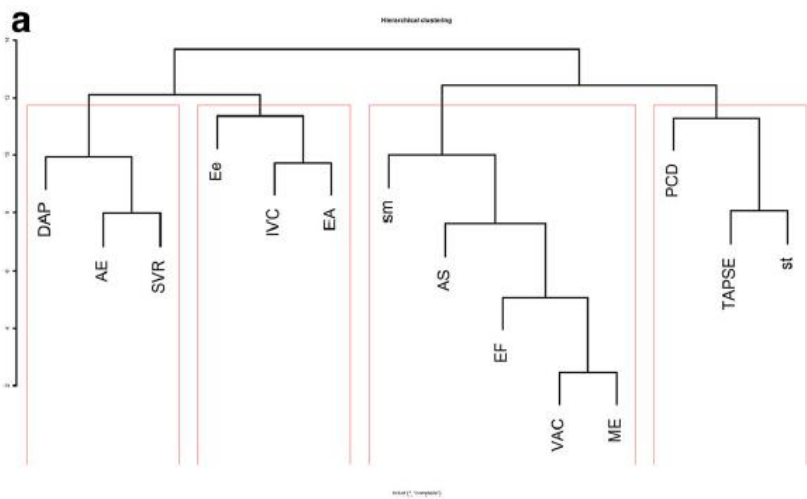 a
Hierarchical clustering
Ee
PCD
DAP
IVC
EA
sm
AE
SVR
AS
TAPSE
st
EF
VAC
ME